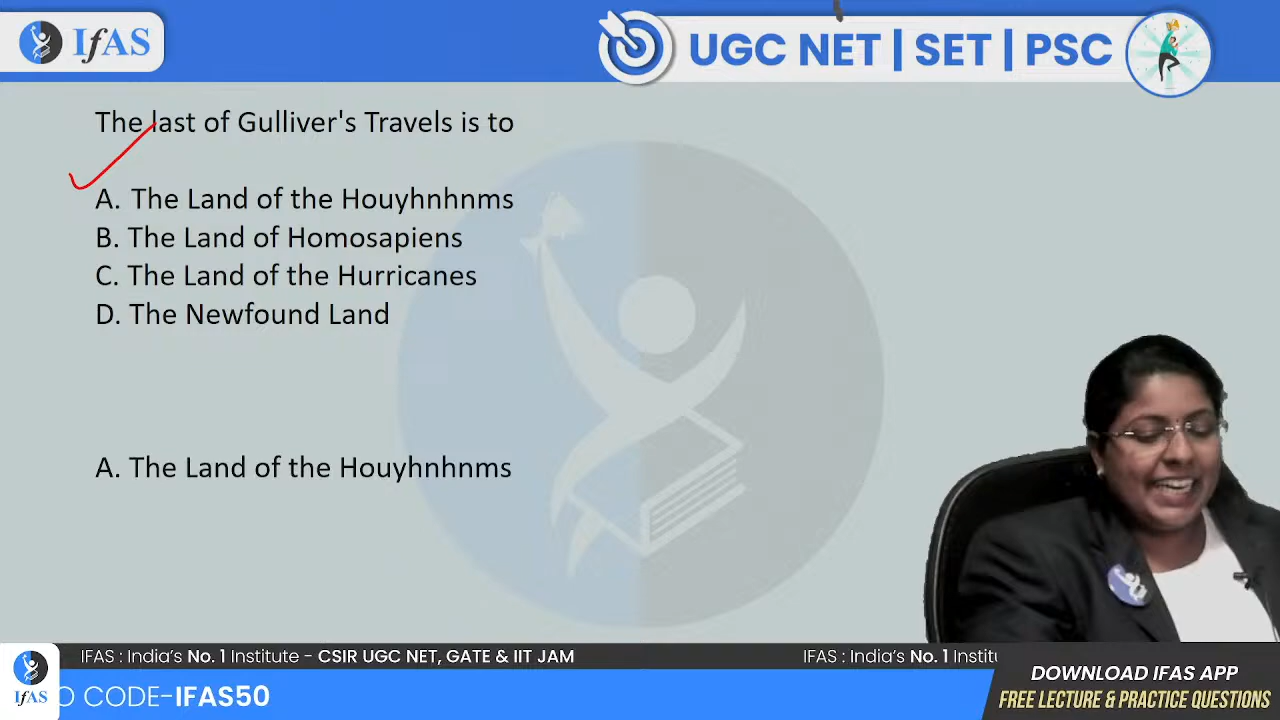 IfAS
UGC NET | SET | PSC
The last of Gulliver's Travels is to
A. The Land of the Houyhnhnms
B. The Land of Homosapiens
C. The Land of the Hurricanes
D. The Newfound Land
A. The Land of the Houyhnhnms
IFAS : India's No. 1 Institute - CSIR UGC NET, GATE & IIT JAM
IFAS : India's No. 1 Institu
DOWNLOAD IFAS APP
FREE LECTURE & PRACTICE QUESTIONS
IfAS
O CODE-IFAS50